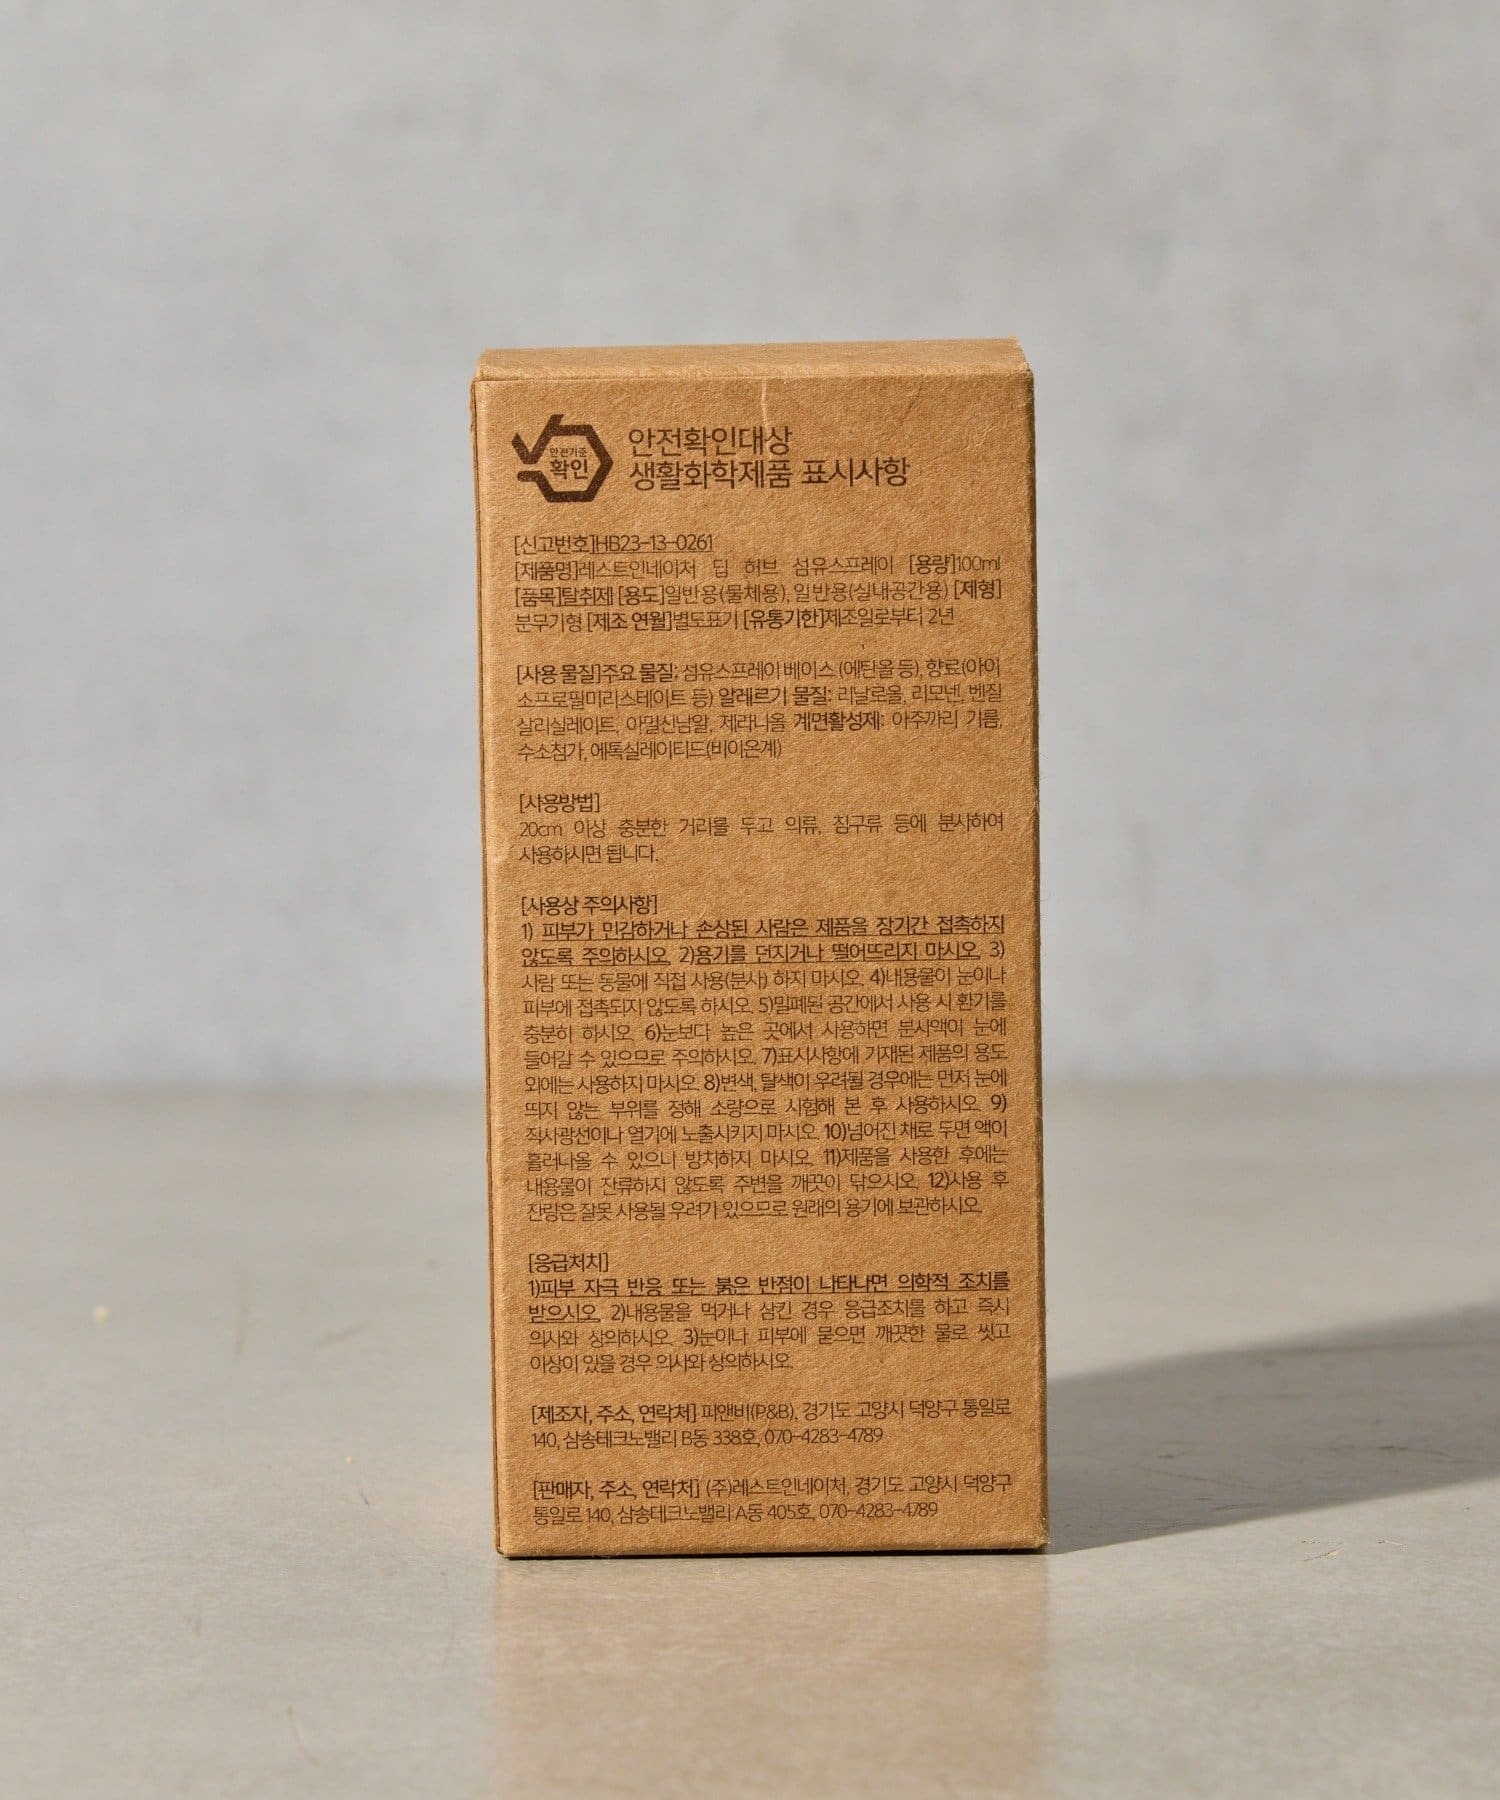 안전기준
확인
안전확인대상
생활화학제품 표시사항
[신고번호]HB23-13-0261
[제품명]레스트인네이처 딥 허브 섬유스프레이 [용량]100ml
[품목]탈취제 [용도]일반용(물체용), 일반용(실내공간용) [제형]
분무기형 [제조 연월]별도표기 [유통기한]제조일로부터 2년
[사용 물질]주요 물질: 섬유스프레이 베이스 (에탄올 등), 향료(아이
소프로필미리스테이트 등) 알레르기 물질: 리날로올, 리모넨, 벤질
살리실레이트, 아밀신남알, 제라니올 계면활성제: 아주까리 기름,
수소첨가, 에톡실레이티드(비이온계)
[사용방법]
20cm 이상 충분한 거리를 두고 의류, 침구류 등에 분사하여
사용하시면 됩니다.
[사용상 주의사항]
1) 피부가 민감하거나 손상된 사람은 제품을 장기간 접촉하지
않도록 주의하시오. 2)용기를 던지거나 떨어뜨리지 마시오. 3)
사람 또는 동물에 직접 사용(분사) 하지 마시오. 4)내용물이 눈이나
피부에 접촉되지 않도록 하시오. 5)밀폐된 공간에서 사용 시 환기를
충분히 하시오. 6)눈보다 높은 곳에서 사용하면 분사액이 눈에
들어갈 수 있으므로 주의하시오. 7)표시사항에 기재된 제품의 용도
외에는 사용하지 마시오. 8)변색, 탈색이 우려될 경우에는 먼저 눈에
띄지 않는 부위를 정해 소량으로 시험해 본 후 사용하시오. 9)
직사광선이나 열기에 노출시키지 마시오. 10)넘어진 채로 두면 액이
흘러나올 수 있으니 방치하지 마시오. 11)제품을 사용한 후에는
내용물이 잔류하지 않도록 주변을 깨끗이 닦으시오. 12)사용 후
잔량은 잘못 사용될 우려가 있으므로 원래의 용기에 보관하시오.
[응급처치]
1)피부 자극 반응 또는 붉은 반점이 나타나면 의학적 조치를
받으시오. 2)내용물을 먹거나 삼킨 경우 응급조치를 하고 즉시
의사와 상의하시오. 3)눈이나 피부에 묻으면 깨끗한 물로 씻고
이상이 있을 경우 의사와 상의하시오.
[제조자, 주소, 연락처] 피앤비(P&B), 경기도 고양시 덕양구 통일로
140, 삼송테크노밸리 B동 338호, 070-4283-4789
[판매자, 주소, 연락처] (주)레스트인네이처, 경기도 고양시 덕양구
통일로 140, 삼송테크노밸리 A동 405호, 070-4283-4789